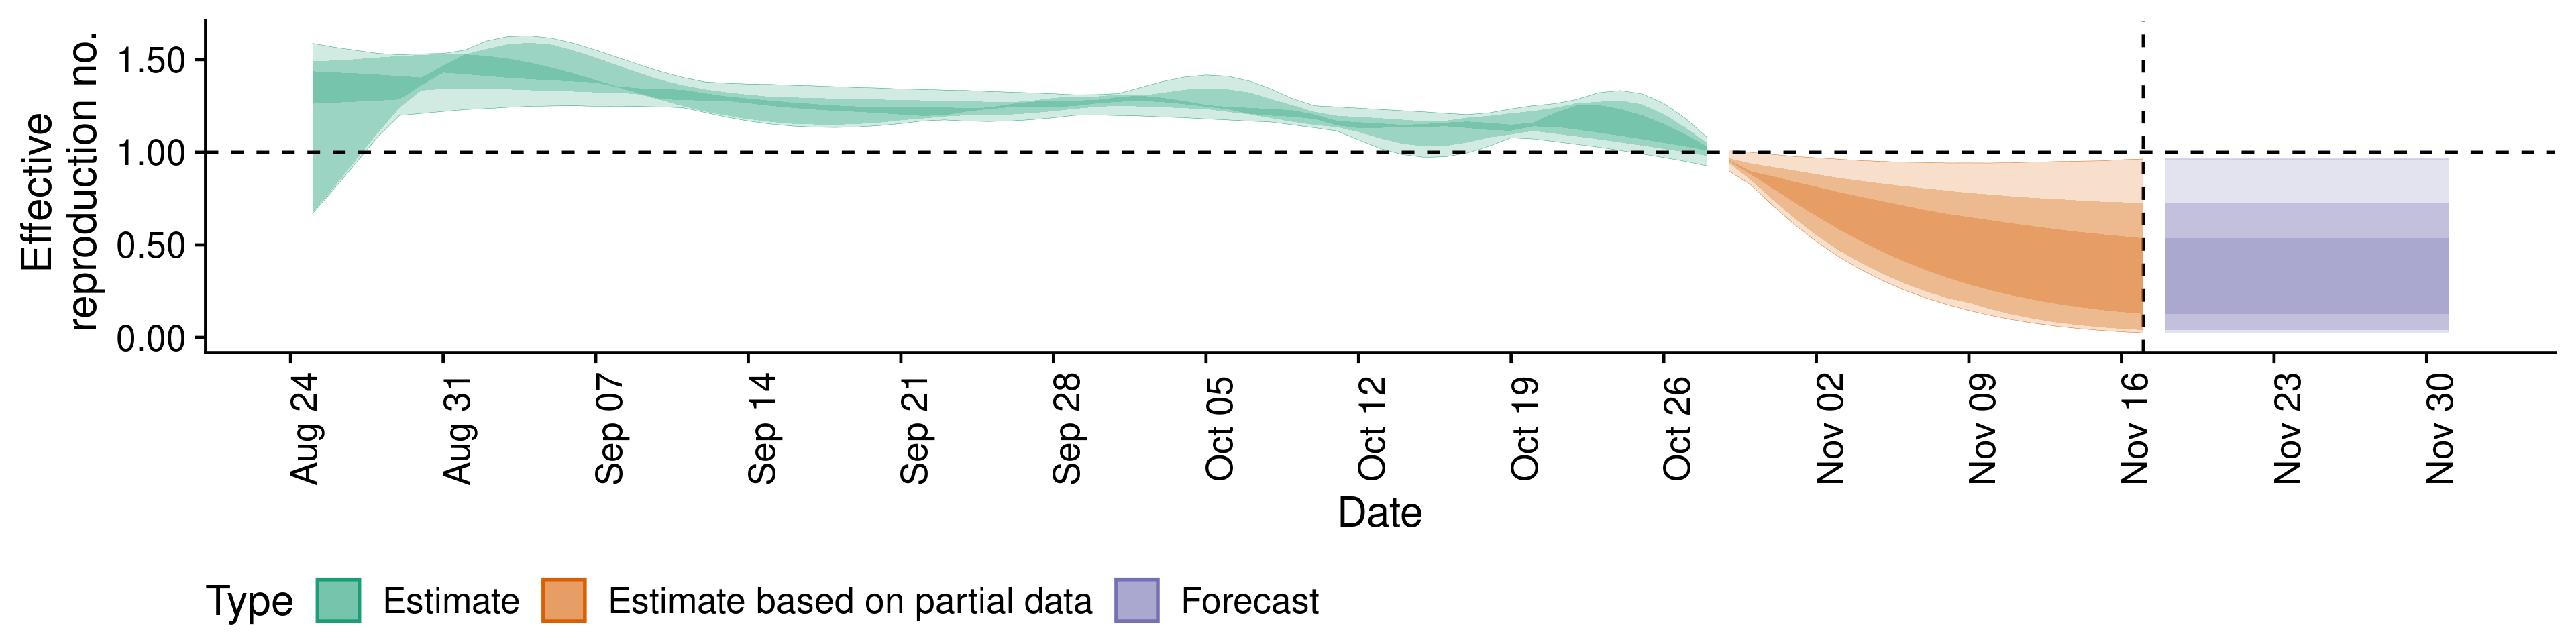 Effective
reproduction no.
1.50
1.00
0.50
0.00
Aug 24
Aug 31
Sep 07
Sep 14
Sep 21
Sep 28
Oct 05
Oct 12
Oct 19
Oct 26
Nov 02
Nov 09
Nov 16
Nov 23
Nov 30
Date
Type Estimate Estimate based on partial data Forecast